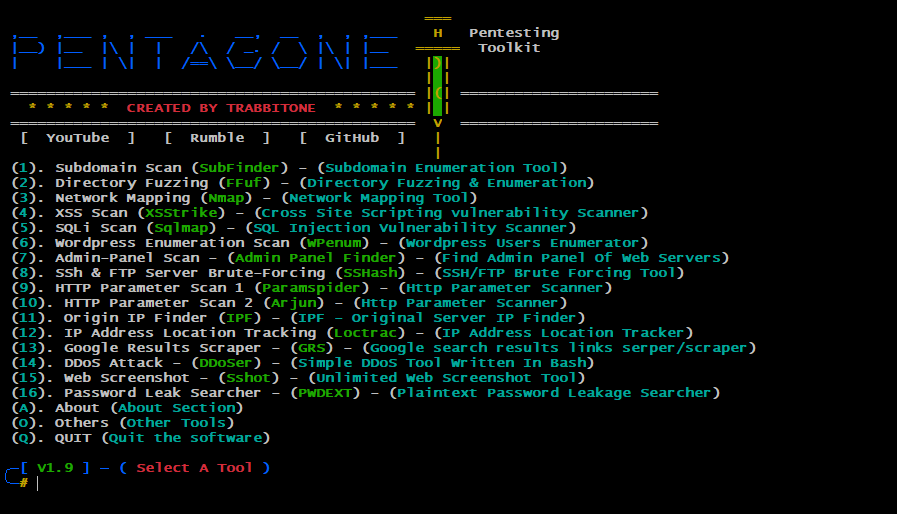 PENTAGONE
H Pentesting
Toolkit
* * * * * CREATED BY TRABBITONE * * * * *
V
[ YouTube ] [ Rumble ] [ GitHub ]
(1). Subdomain Scan (SubFinder) - (Subdomain Enumeration Tool)
(2). Directory Fuzzing (FFuf) - (Directory Fuzzing & Enumeration)
(3). Network Mapping (Nmap) - (Network Mapping Tool)
(4). XSS Scan (XSStrike) - (Cross Site Scripting Vulnerability Scanner)
(5). SQLi Scan (Sqlmap) - (SQL Injection Vulnerability Scanner)
(6). Wordpress Enumeration Scan (WPenum) - (Wordpress Users Enumerator)
(7). Admin-Panel Scan - (Admin Panel Finder) - (Find Admin Panel Of Web Servers)
(8). SSh & FTP Server Brute-Forcing (SSHash) - (SSH/FTP Brute Forcing Tool)
(9). HTTP Parameter Scan 1 (Paramspider) - (Http Parameter Scanner)
(10). HTTP Parameter Scan 2 (Arjun) - (Http Parameter Scanner)
(11). Origin IP Finder (IPF) - (IPF - Original Server IP Finder)
(12). IP Address Location Tracking (Loctrac) - (IP Address Location Tracker)
(13). Google Results Scraper - (GRS) - (Google search results links serper/scraper)
(14). DDoS Attack - (DDoSer) - (Simple DDoS Tool Written In Bash)
(15). Web Screenshot - (Sshot) - (Unlimited Web Screenshot Tool)
(16). Password Leak Searcher - (PWDEXT) - (Plaintext Password Leakage Searcher)
(A). About (About Section)
(O). Others (Other Tools)
(Q). QUIT (Quit the software)
[ V1.9 ] - ( Select A Tool )
#